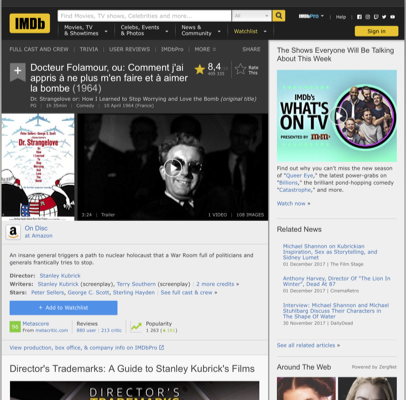 IMDb
Find Movies, TV shows, Celebrities and more...
All
IMDbPro
Help
Movies, TV
& Showtimes
Celebs, Events
& Photos
News &
Community
Watchlist
Sign in
FULL CAST AND CREW | TRIVIA | USER REVIEWS | IMDbPro | MORE
SHARE
Docteur Folamour, ou: Comment j'ai
appris à ne plus m'en faire et à aimer
la bombe (1964)
8,4
Rate
This
Dr. Strangelove or: How I Learned to Stop Worrying and Love the Bomb (original title)
1h 35min | Comedy | 10 April 1964 (France)
Dr.
Strangelove
3:24 | Trailer
1 VIDEO | 108 IMAGES
On Disc
at Amazon
An insane general triggers a path to nuclear holocaust that a War Room full of politicians and
generals frantically tries to stop.
Director: Stanley Kubrick
Writers: Stanley Kubrick (screenplay), Terry Southern (screenplay) | 2 more credits »
Stars: Peter Sellers, George C. Scott, Sterling Hayden | See full cast & crew »
+ Add to Watchlist
Metascore
From metacritic.com
Reviews
880 user | 213 critic
Popularity
View production, box office, & company info on IMDbPro
Director's Trademarks: A Guide to Stanley Kubrick's Films
DIRECTOR'S
TRADEMARKS
The Shows Everyone Will Be Talking
About This Week
IMDb's
WHAT'S
ON TV
PRESENTED BY
Find out why you can't miss the new season
of "Queer Eye," the latest power-grabs on
"Billions," the brilliant pond-hopping comedy
"Catastrophe," and more.
Watch now »
Related News
Michael Shannon on Kubrickian
Inspiration, Sex as Storytelling, and
Sidney Lumet
01 December 2017 | The Film Stage
Anthony Harvey, Director Of "The Lion In
Winter", Dead At 87
01 December 2017 | CinemaRetro
Interview: Michael Shannon and Michael
Stuhlbarg Discuss Their Characters in
The Shape Of Water
30 November 2017 | DailyDead
See all related articles »
Around The Web
Powered by ZergNet